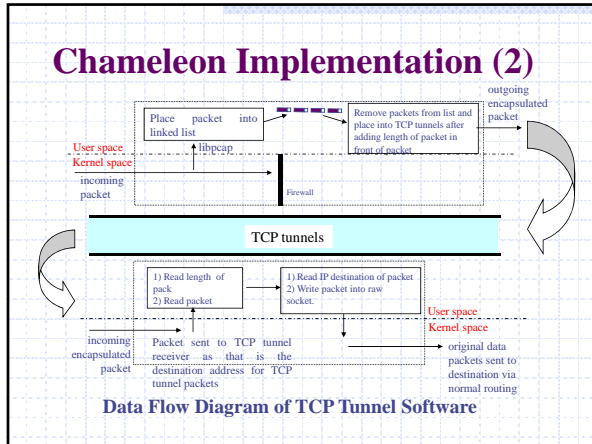 Chameleon Implementation (2)
outgoing
encapsulated
packet
Place packet into
linked list
Remove packets from list and
place into TCP tunnels after
adding length of packet in
front of packet.
libpcap
User space
Kernel space
incoming
packet
Firewall
TCP tunnels
1) Read length of
pack
2) Read packet
1) Read IP destination of packet
2) Write packet into raw
socket.
User space
Kernel space
incoming
encapsulated
packet
Packet sent to TCP tunnel
receiver as that is the
destination address for TCP
tunnel packets
original data
packets sent to
destination via
normal routing
Data Flow Diagram of TCP Tunnel Software